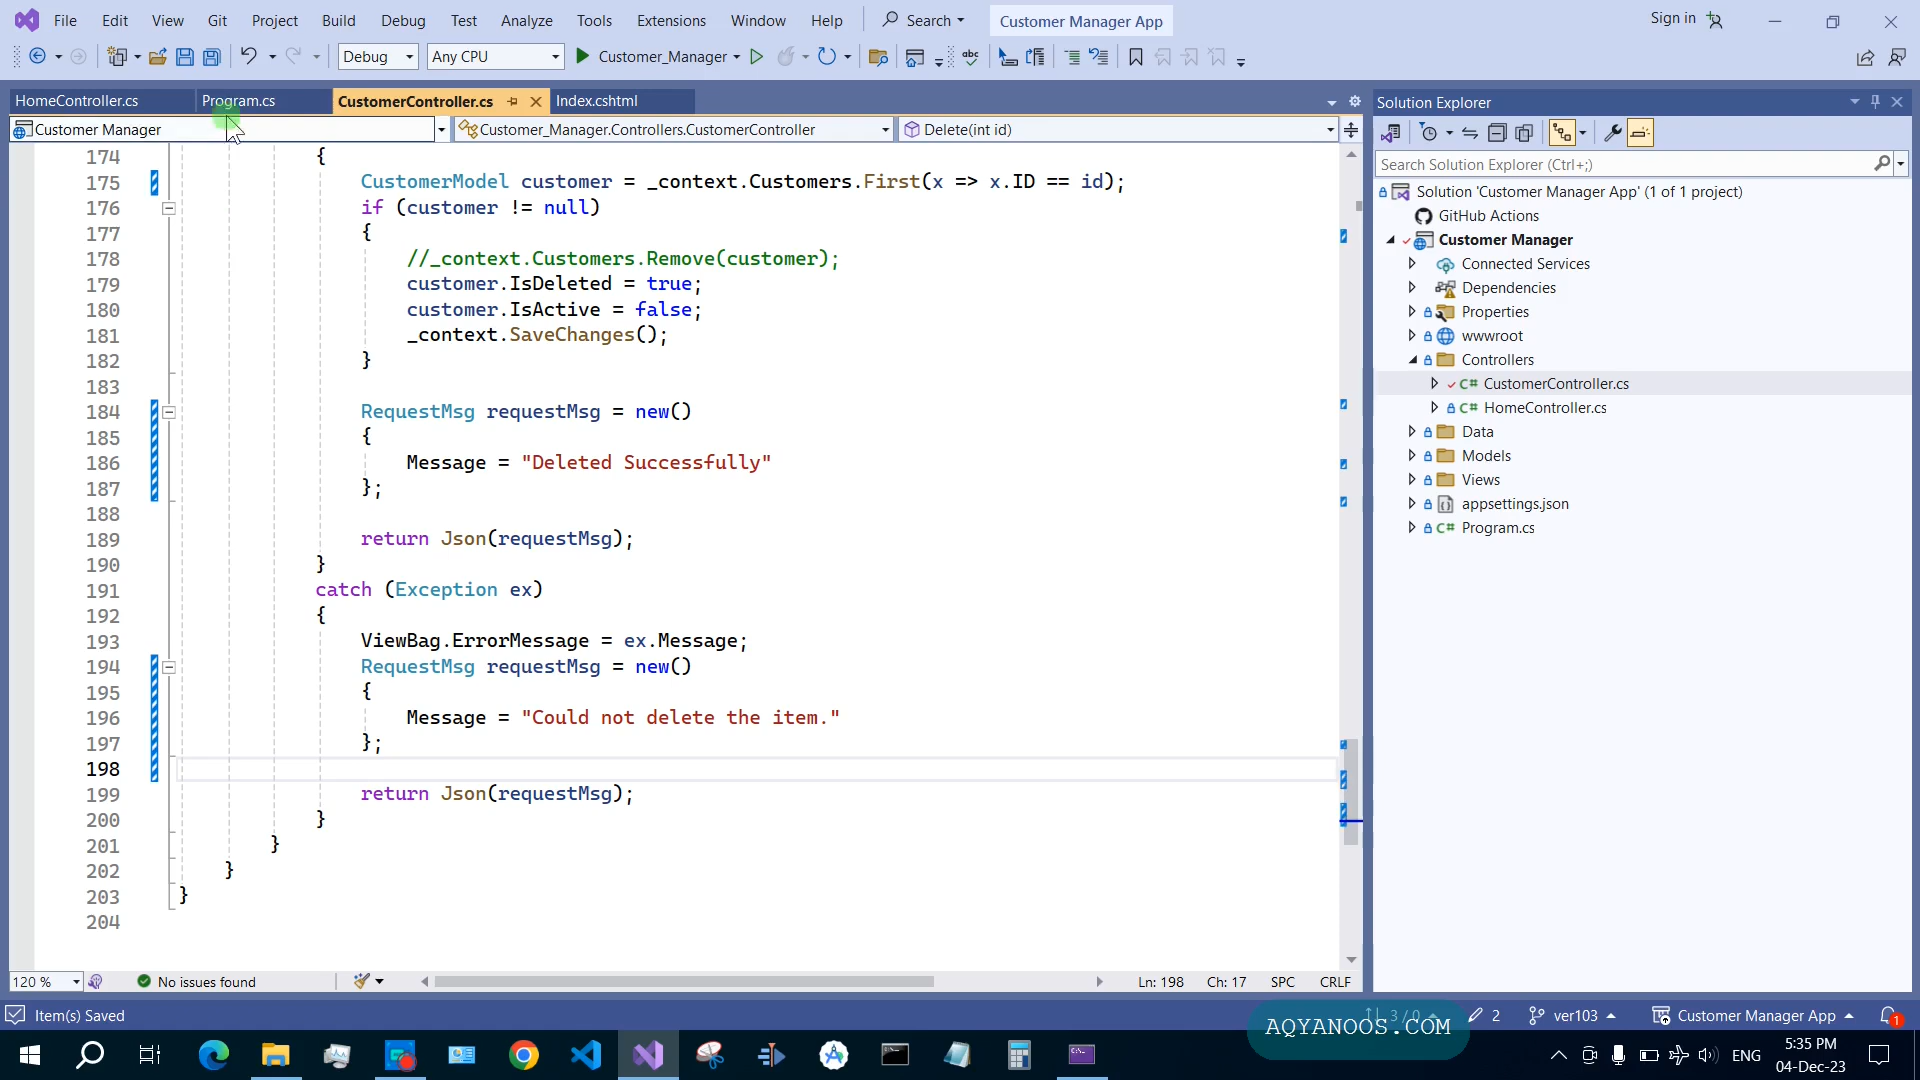 File Edit View Git Project Build Debug Test Analyze Tools Extensions Window Help Search Customer Manager App Sign in
Debug Any CPU Customer_Manager
HomeController.cs Program.cs CustomerController.cs Index.cshtml
Customer Manager Customer_Manager.Controllers.CustomerController Delete(int id)
174 {
175 CustomerModel customer = _context.Customers.First(x => x.ID == id);
176 if (customer != null)
177 {
178 //_context.Customers.Remove(customer);
179 customer.IsDeleted = true;
180 customer.IsActive = false;
181 _context.SaveChanges();
182 }
183
184 RequestMsg requestMsg = new()
185 {
186 Message = "Deleted Successfully"
187 };
188
189 return Json(requestMsg);
190 }
191 catch (Exception ex)
192 {
193 ViewBag.ErrorMessage = ex.Message;
194 RequestMsg requestMsg = new()
195 {
196 Message = "Could not delete the item."
197 };
198
199 return Json(requestMsg);
200 }
201 }
202 }
203 }
204
120 % No issues found Ln: 198 Ch: 17 SPC CRLF
Solution Explorer
Search Solution Explorer (Ctrl+;)
Solution 'Customer Manager App' (1 of 1 project)
GitHub Actions
Customer Manager
Connected Services
Dependencies
Properties
wwwroot
Controllers
C# CustomerController.cs
C# HomeController.cs
Data
Models
Views
appsettings.json
C# Program.cs
Item(s) Saved 3 / 0 2 ver103 Customer Manager App 1
AQYANOOS.COM
ENG 5:35 PM
04-Dec-23